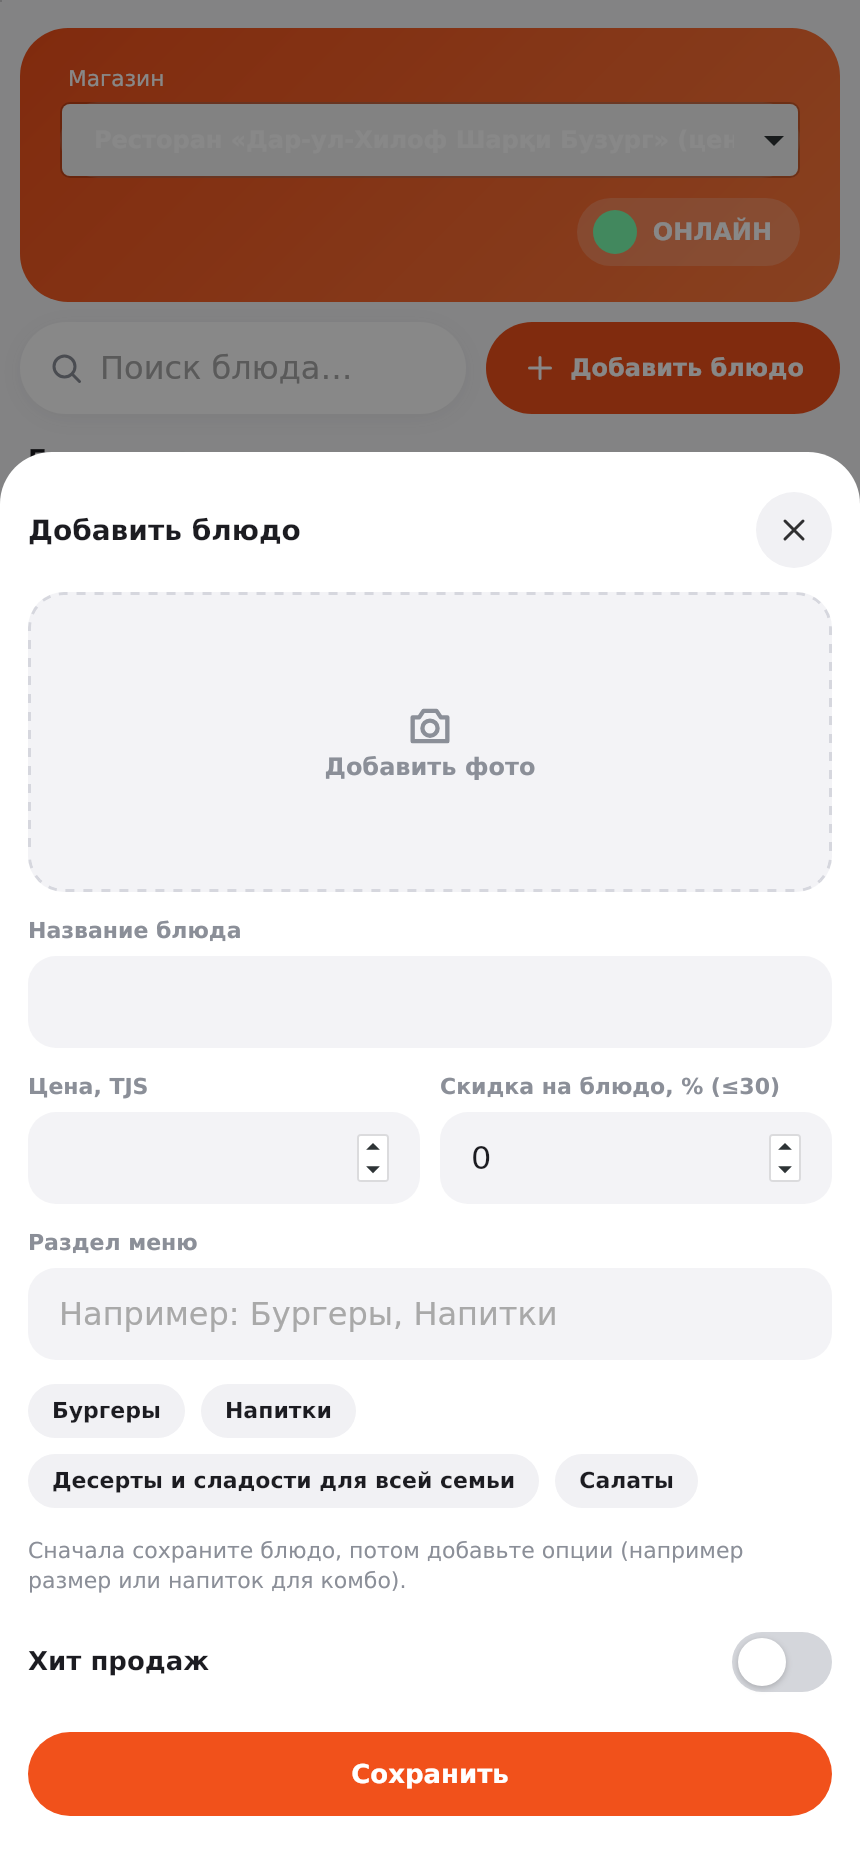 Магазин
Ресторан «Дар-ул-Хилоф Шарқи Бузург» (цен
ОНЛАЙН
Поиск блюда...
Добавить блюдо
Добавить блюдо
Добавить фото
Название блюда
Цена, TJS
Скидка на блюдо, % (≤30)
0
Раздел меню
Например: Бургеры, Напитки
Бургеры
Напитки
Десерты и сладости для всей семьи
Салаты
Сначала сохраните блюдо, потом добавьте опции (например
размер или напиток для комбо).
Хит продаж
Сохранить